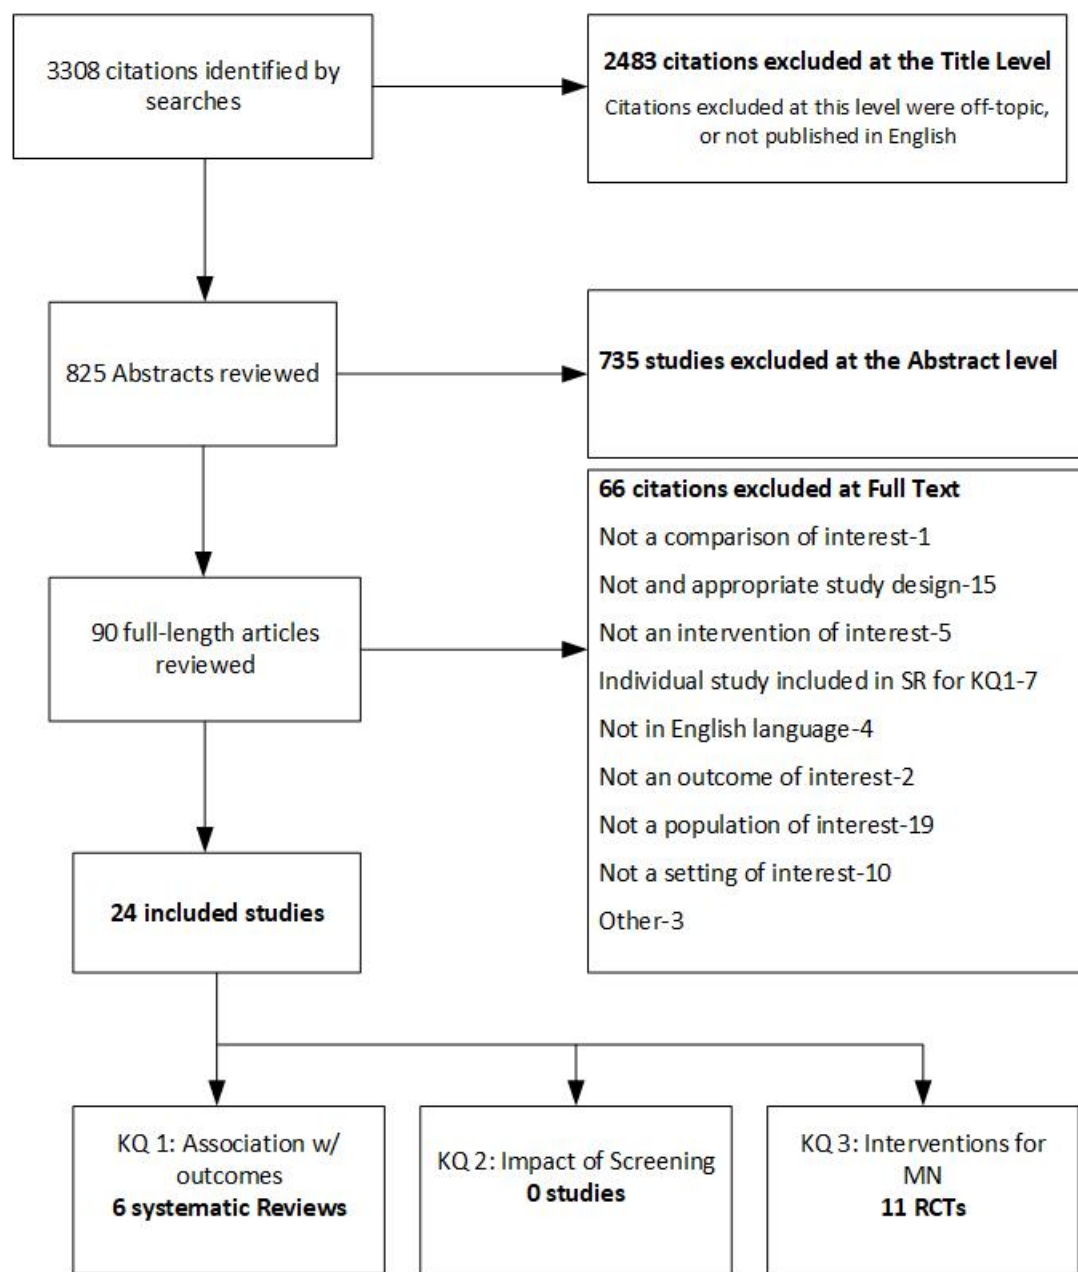 3308 citations identified by
searches
2483 citations excluded at the Title Level
Citations excluded at this level were off-topic,
or not published in English
825 Abstracts reviewed
735 studies excluded at the Abstract level
90 full-length articles
reviewed
66 citations excluded at Full Text
Not a comparison of interest-1
Not and appropriate study design-15
Not an intervention of interest-5
Individual study included in SR for KQ1-7
Not in English language-4
Not an outcome of interest-2
Not a population of interest-19
Not a setting of interest-10
Other-3
24 included studies
KQ 1: Association w/
outcomes
6 systematic Reviews
KQ 2: Impact of Screening
0 studies
KQ 3: Interventions for
MN
11 RCTs